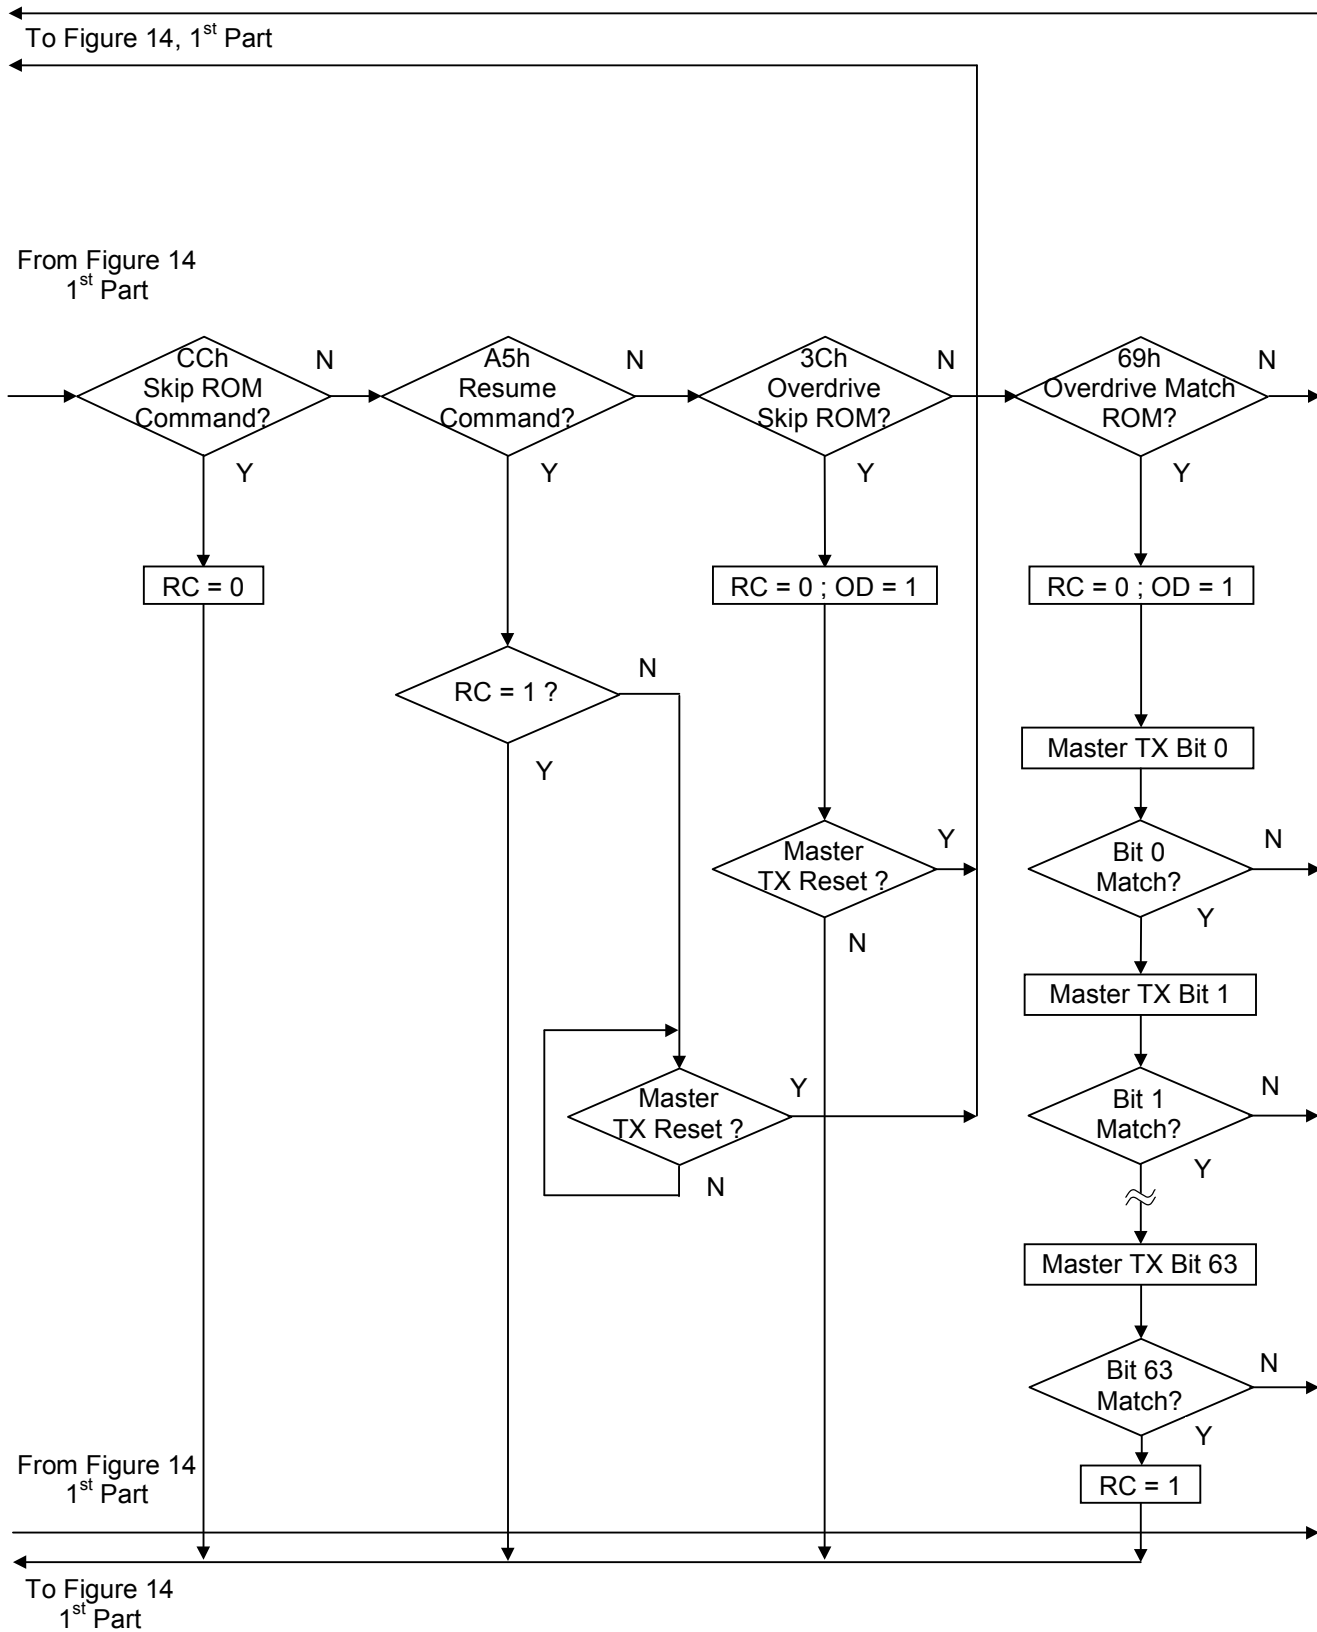 To Figure 14, 1st Part
From Figure 14
1st Part
CCh
Skip ROM
Command?
N
Y
A5h
Resume
Command?
N
Y
3Ch
Overdrive
Skip ROM?
N
Y
69h
Overdrive Match
ROM?
N
Y
RC = 0
RC = 0 ; OD = 1
RC = 0 ; OD = 1
RC = 1 ?
N
Y
Master TX Bit 0
Master
TX Reset ?
Y
N
Bit 0
Match?
N
Y
Master TX Bit 1
Master
TX Reset ?
Y
N
Bit 1
Match?
N
Y
Master TX Bit 63
Bit 63
Match?
N
Y
RC = 1
From Figure 14
1st Part
To Figure 14
1st Part